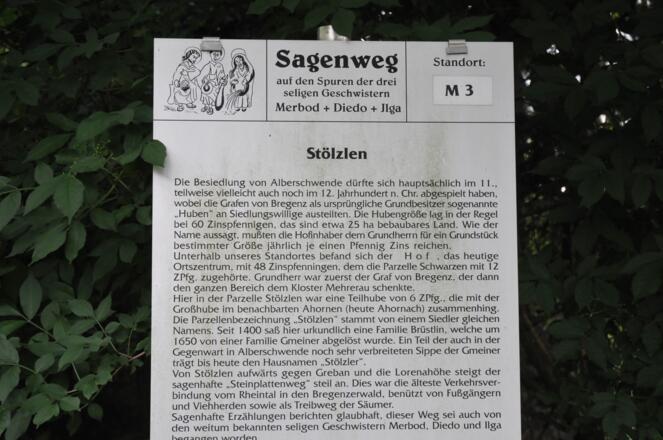 Sagenweg
auf den Spuren der drei
seligen Geschwistern
Merbod + Diedo + Jlga
Standort:
M 3
Stölzlen
Die Besiedlung von Alberschwende dürfte sich hauptsächlich im 11.,
teilweise vielleicht auch noch im 12. Jahrhundert n. Chr. abgespielt haben,
wobei die Grafen von Bregenz als ursprüngliche Grundbesitzer sogenannte
„Huben" an Siedlungswillige austeilten. Die Hubengröße lag in der Regel
bei 60 Zinspfennigen, das sind etwa 25 ha bebaubares Land. Wie der
Name aussagt, mußten die Hofinhaber dem Grundherrn für ein Grundstück
bestimmter Größe jährlich je einen Pfennig Zins reichen.
Unterhalb unseres Standortes befand sich der H o f , das heutige
Ortszentrum, mit 48 Zinspfenningen, dem die Parzelle Schwarzen mit 12
ZPfg. zugehörte. Grundherr war zuerst der Graf von Bregenz, der dann
den ganzen Bereich dem Kloster Mehrerau schenkte.
Hier in der Parzelle Stölzlen war eine Teilhube von 6 ZPfg., die mit der
Großhube im benachbarten Ahornen (heute Ahornach) zusammenhing.
Die Parzellenbezeichnung „Stölzlen" stammt von einem Siedler gleichen
Namens. Seit 1400 saß hier urkundlich eine Familie Brüstlin, welche um
1650 von einer Familie Gmeiner abgelöst wurde. Ein Teil der auch in der
Gegenwart in Alberschwende noch sehr verbreiteten Sippe der Gmeiner
trägt bis heute den Hausnamen „Stölzler".
Von Stölzlen aufwärts gegen Greban und die Lorenahöhe steigt der
sagenhafte „Steinplattenweg" steil an. Dies war die älteste Verkehrsver-
bindung vom Rheintal in den Bregenzerwald, benützt von Fußgängern
und Viehherden sowie als Treibweg der Säumer.
Sagenhafte Erzählungen berichten glaubhaft, dieser Weg sei auch von
den weitum bekannten seligen Geschwistern Merbod, Diedo und Ilga
begangen worden.